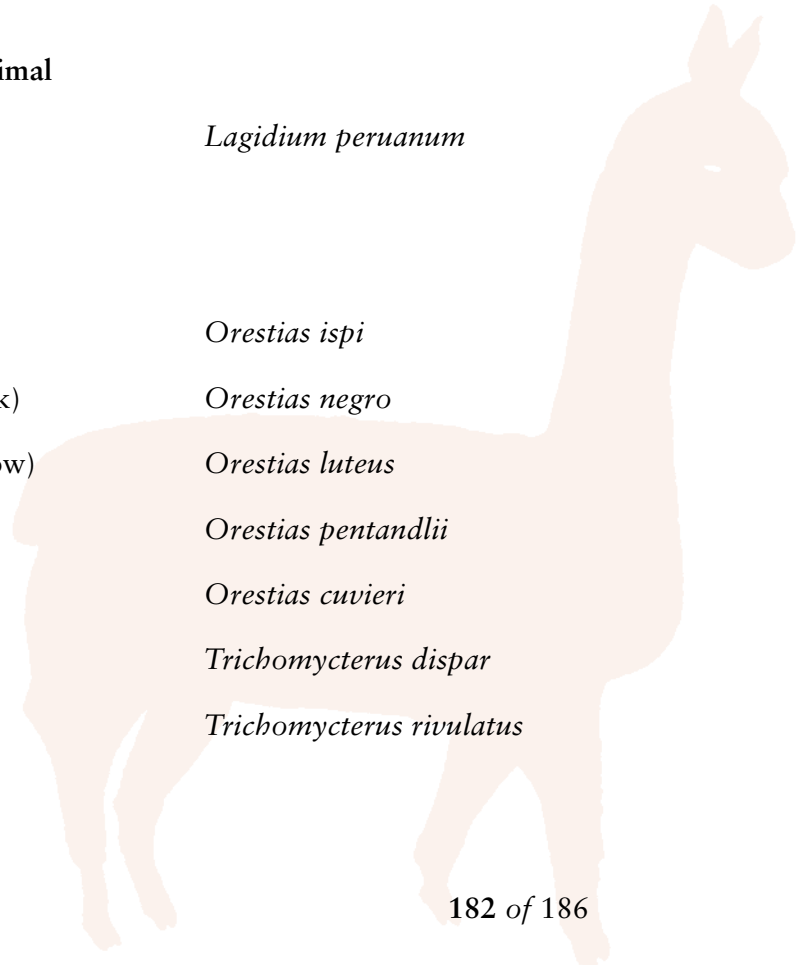 imal
Lagidium peruanum
Orestias ispi
k) Orestias negro
ow) Orestias luteus
Orestias pentandlii
Orestias cuvieri
Trichomycterus dispar
Trichomycterus rivulatus
182 of 186